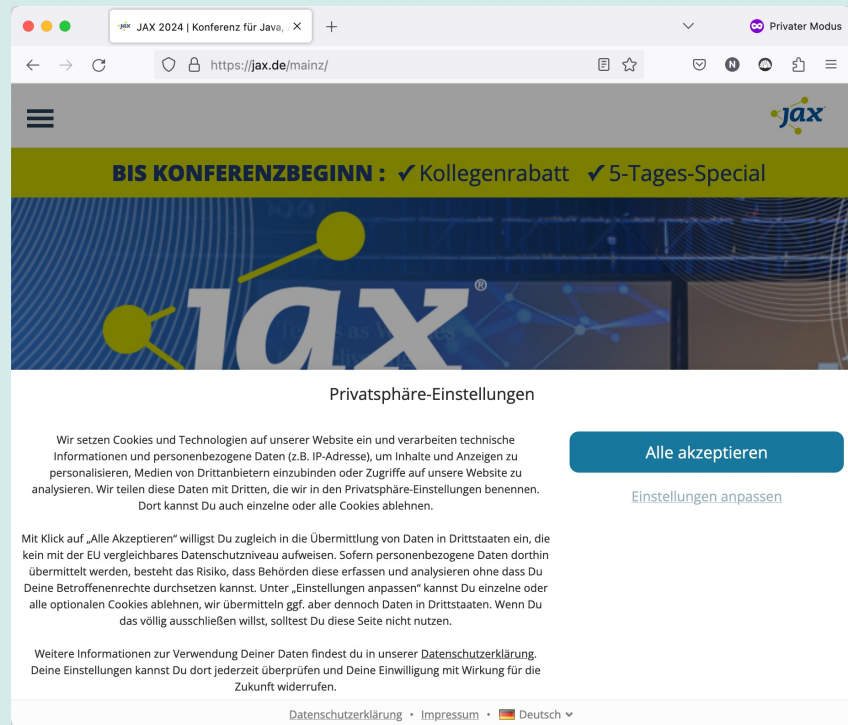 JAX 2024 | Konferenz für Java,
Privater Modus
https://jax.de/mainz/
N
jax
BIS KONFERENZBEGINN : ✔ Kollegenrabatt ✔ 5-Tages-Special
jax®
Privatsphäre-Einstellungen
Wir setzen Cookies und Technologien auf unserer Website ein und verarbeiten technische
Informationen und personenbezogene Daten (z.B. IP-Adresse), um Inhalte und Anzeigen zu
personalisieren, Medien von Drittanbietern einzubinden oder Zugriffe auf unsere Website zu
analysieren. Wir teilen diese Daten mit Dritten, die wir in den Privatsphäre-Einstellungen benennen.
Dort kannst Du auch einzelne oder alle Cookies ablehnen.
Mit Klick auf „Alle Akzeptieren“ willigst Du zugleich in die Übermittlung von Daten in Drittstaaten ein, die
kein mit der EU vergleichbares Datenschutzniveau aufweisen. Sofern personenbezogene Daten dorthin
übermittelt werden, besteht das Risiko, dass Behörden diese erfassen und analysieren ohne dass Du
Deine Betroffenenrechte durchsetzen kannst. Unter „Einstellungen anpassen“ kannst Du einzelne oder
alle optionalen Cookies ablehnen, wir übermitteln ggf. aber dennoch Daten in Drittstaaten. Wenn Du
das völlig ausschließen willst, solltest Du diese Seite nicht nutzen.
Weitere Informationen zur Verwendung Deiner Daten findest du in unserer Datenschutzerklärung.
Deine Einstellungen kannst Du dort jederzeit überprüfen und Deine Einwilligung mit Wirkung für die
Zukunft widerrufen.
Alle akzeptieren
Einstellungen anpassen
Datenschutzerklärung • Impressum • Deutsch